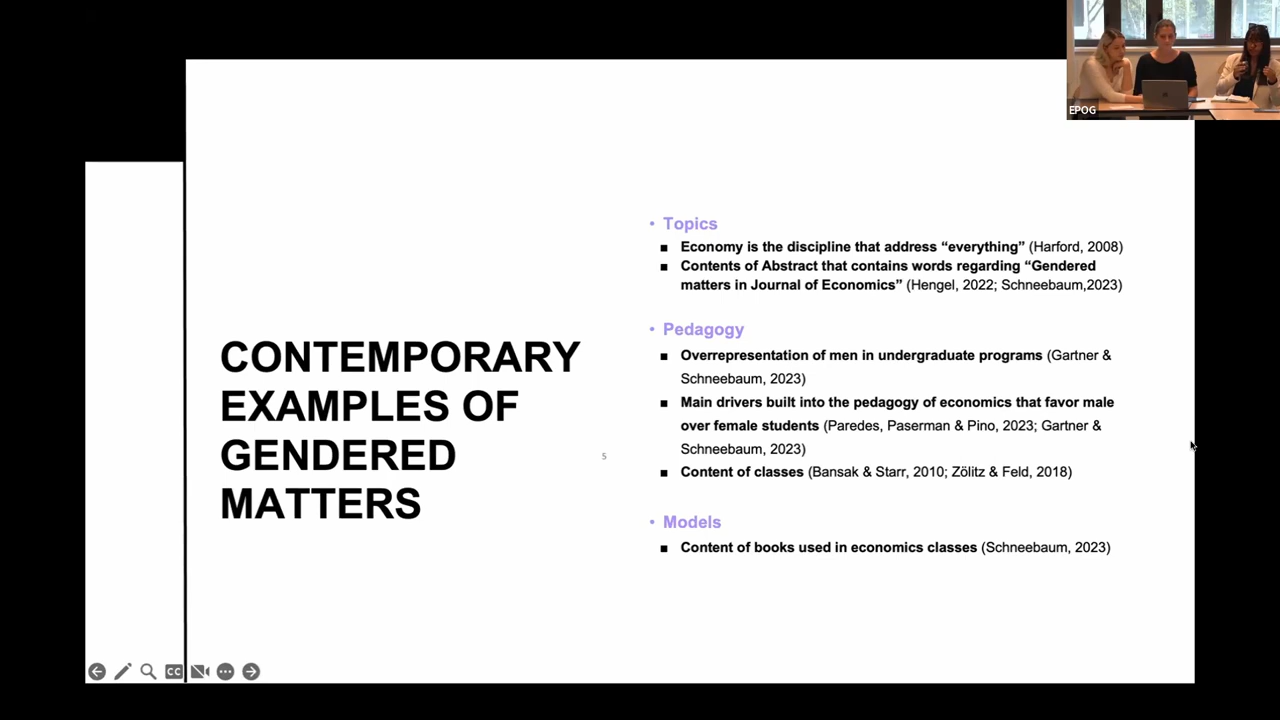 EPOG
CONTEMPORARY
EXAMPLES OF
GENDERED
MATTERS
5
• Topics
▪ Economy is the discipline that address “everything” (Harford, 2008)
▪ Contents of Abstract that contains words regarding “Gendered
matters in Journal of Economics” (Hengel, 2022; Schneebaum,2023)
• Pedagogy
▪ Overrepresentation of men in undergraduate programs (Gartner &
Schneebaum, 2023)
▪ Main drivers built into the pedagogy of economics that favor male
over female students (Paredes, Paserman & Pino, 2023; Gartner &
Schneebaum, 2023)
▪ Content of classes (Bansak & Starr, 2010; Zölitz & Feld, 2018)
• Models
▪ Content of books used in economics classes (Schneebaum, 2023)
CC